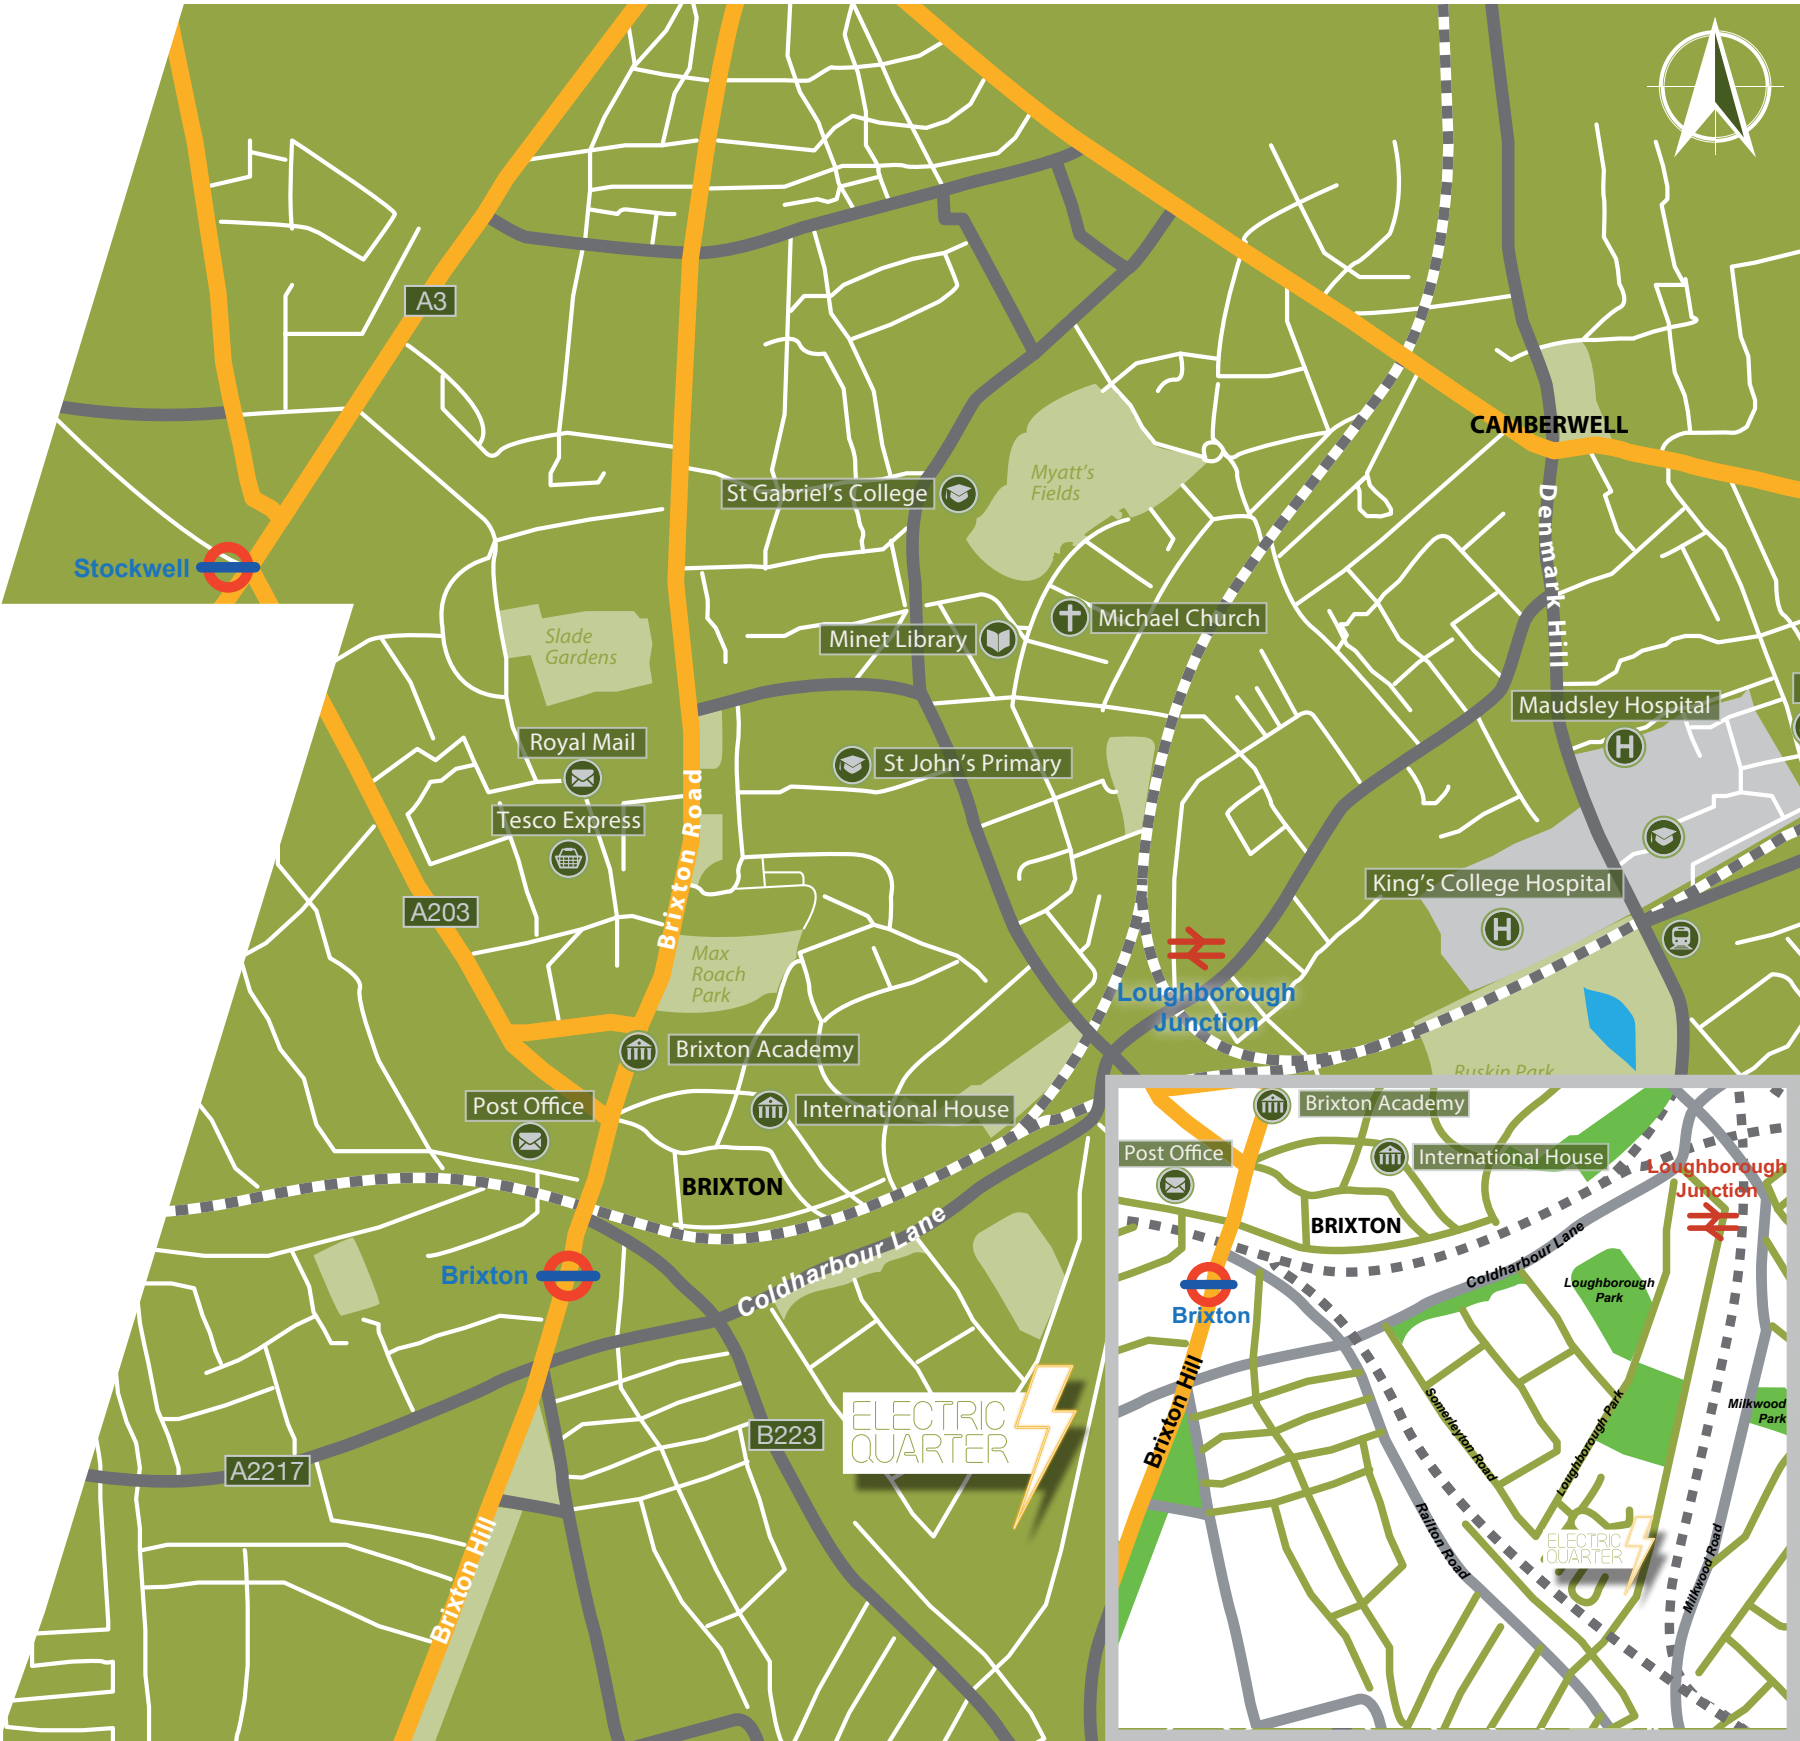 A3
CAMBERWELL
Myatt's
Fields
St Gabriel's College
Denmark Hill
Stockwell
Michael Church
Minet Library
Slade
Gardens
Maudsley Hospital
Royal Mail
St John's Primary
Brixton Road
Tesco Express
King's College Hospital
A203
Max
Roach
Park
Loughborough
Junction
Brixton Academy
Ruskin Park
Post Office
International House
BRIXTON
Coldharbour Lane
Brixton
ELECTRIC
QUARTER
B223
A2217
Brixton Hill
Brixton Academy
Post Office
International House
Loughborough
Junction
BRIXTON
Coldharbour Lane
Loughborough
Park
Brixton
Brixton Hill
Somerleyton Road
Loughborough Park
Milkwood
Park
Railton Road
ELECTRIC
QUARTER
Milkwood Road